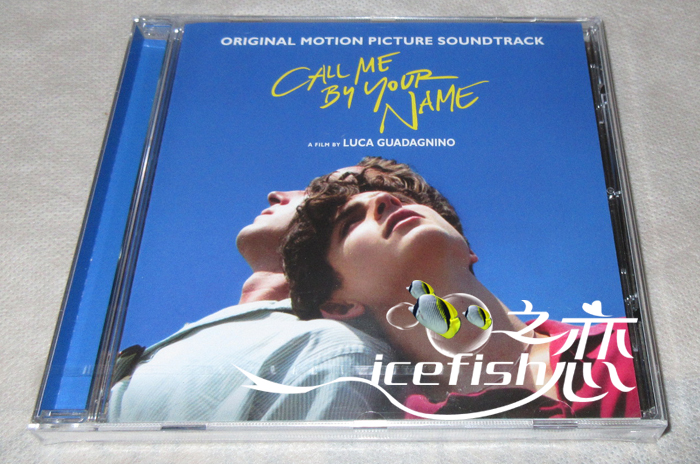 ORIGINAL MOTION PICTURE SOUNDTRACK
CALL ME
BY YOUR
NAME
A FILM BY LUCA GUADAGNINO
icefish之恋